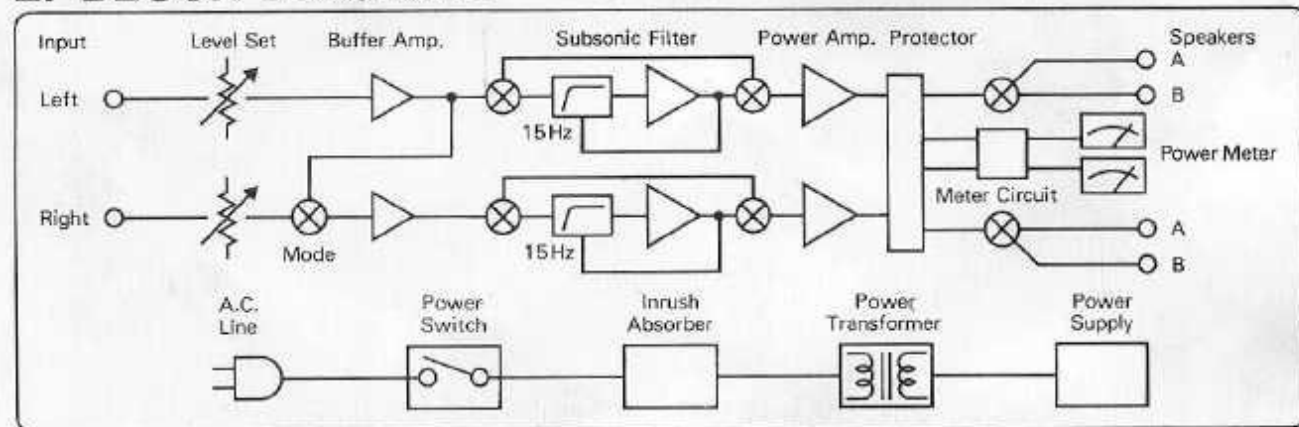 Input Level Set Buffer Amp. Subsonic Filter Power Amp. Protector Speakers
A
Left B
15Hz
Power Meter
Meter Circuit
Right A
Mode 15Hz B
A.C. Line
Power Switch
Inrush Absorber
Power Transformer
Power Supply